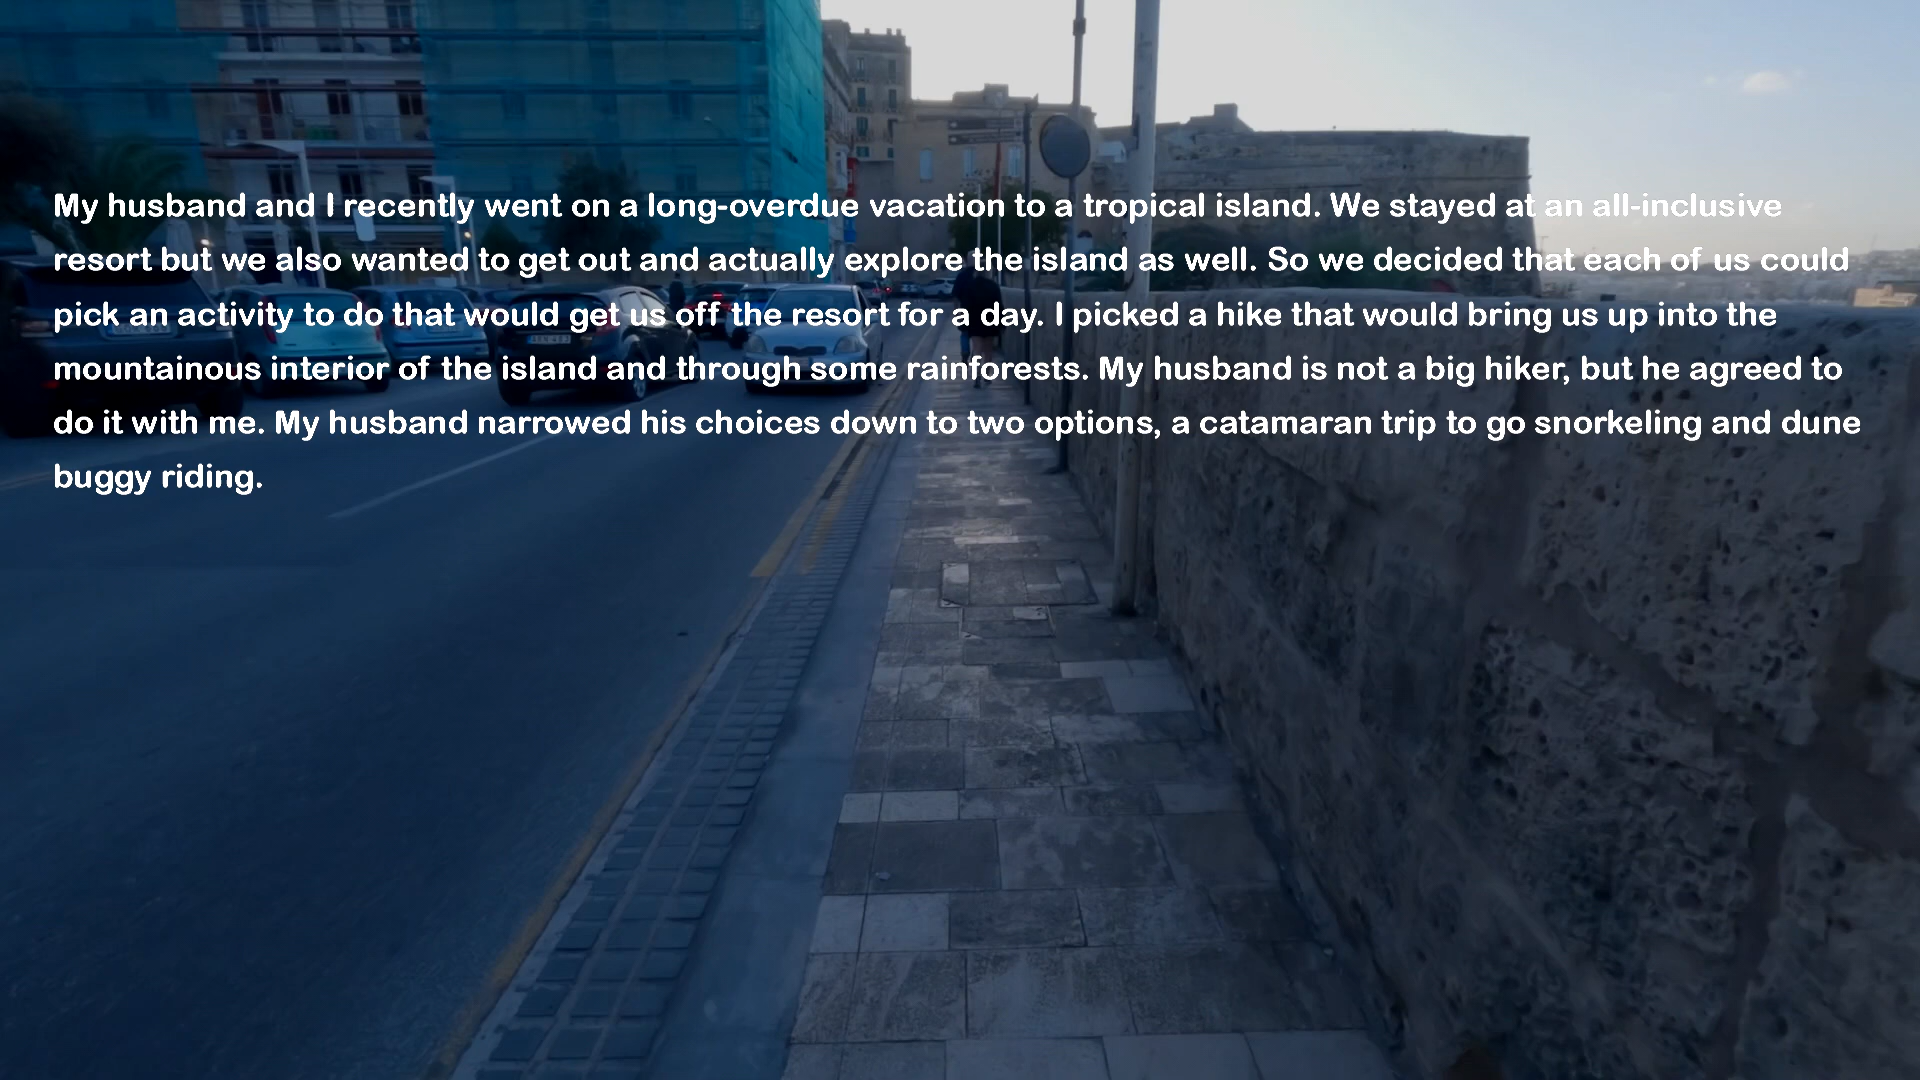 My husband and I recently went on a long-overdue vacation to a tropical island. We stayed at an all-inclusive
resort but we also wanted to get out and actually explore the island as well. So we decided that each of us could
pick an activity to do that would get us off the resort for a day. I picked a hike that would bring us up into the
mountainous interior of the island and through some rainforests. My husband is not a big hiker, but he agreed to
do it with me. My husband narrowed his choices down to two options, a catamaran trip to go snorkeling and dune
buggy riding.